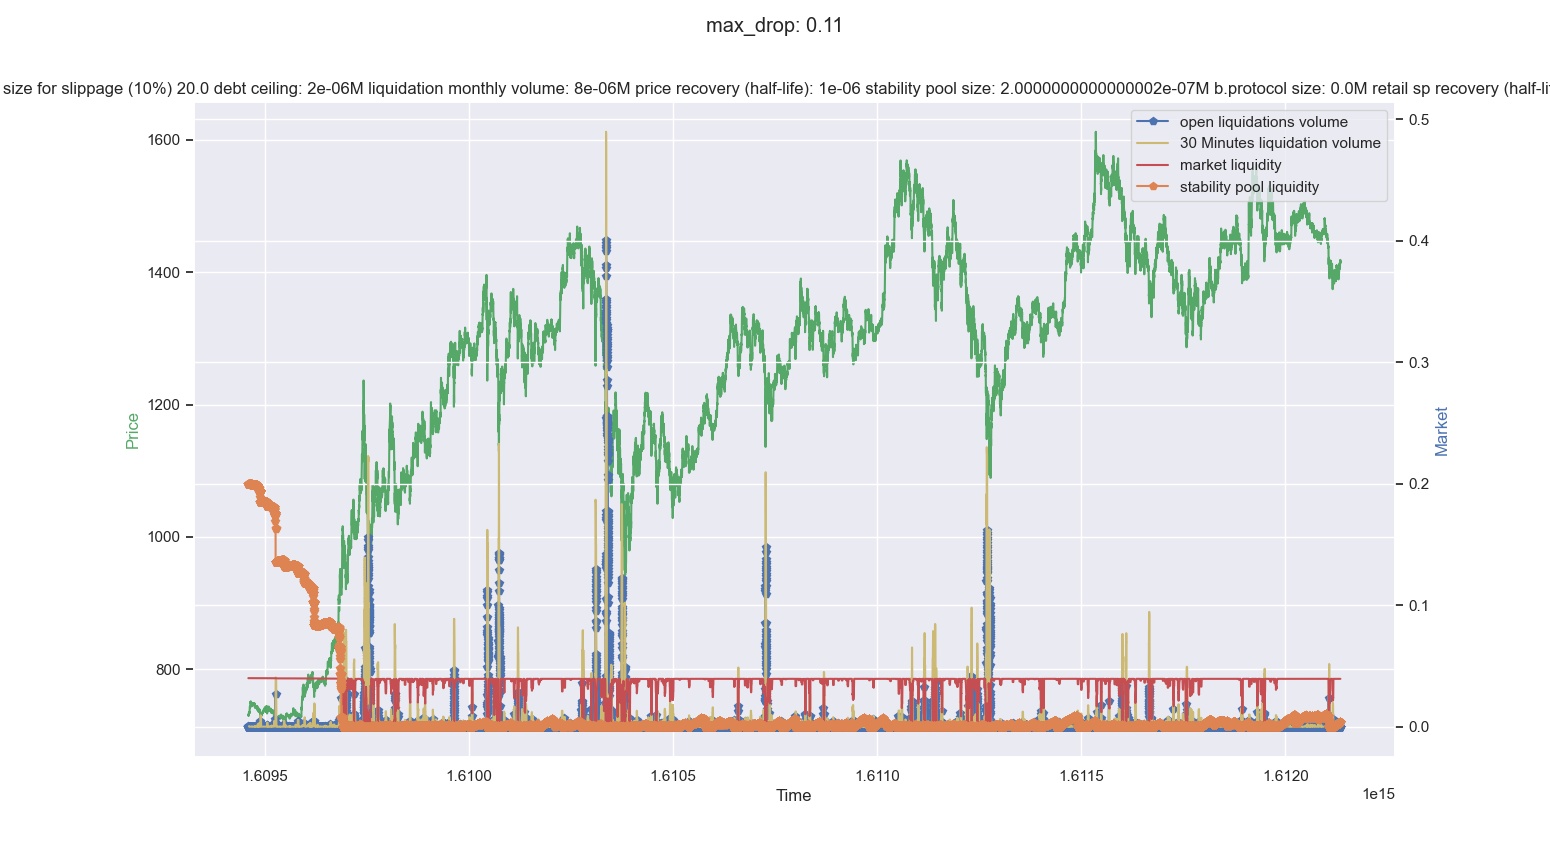 max_drop: 0.11
size for slippage (10%) 20.0 debt ceiling: 2e-06M liquidation monthly volume: 8e-06M price recovery (half-life): 1e-06 stability pool size: 2.0000000000000002e-07M b.protocol size: 0.0M retail sp recovery
open liquidations volume
30 Minutes liquidation volume
market liquidity
stability pool liquidity
1600
1400
1200
1000
800
Price
0.5
0.4
0.3
0.2
0.1
0.0
Market
1.6095
1.6100
1.6105
1.6110
1.6115
1.6120
1e15
Time